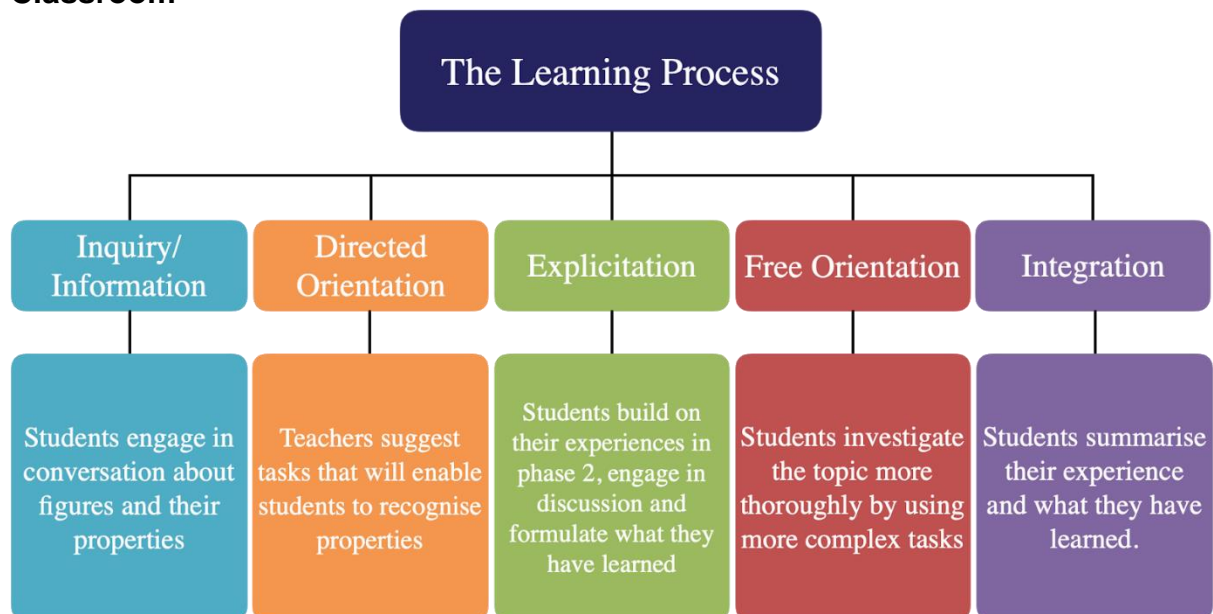 Classroom
The Learning Process
Inquiry/
Information
Directed
Orientation
Explicitation
Free Orientation
Integration
Students engage in
conversation about
figures and their
properties
Teachers suggest
tasks that will enable
students to recognise
properties
Students build on
their experiences in
phase 2, engage in
discussion and
formulate what they
have learned
Students investigate
the topic more
thoroughly by using
more complex tasks
Students summarise
their experience
and what they have
learned.